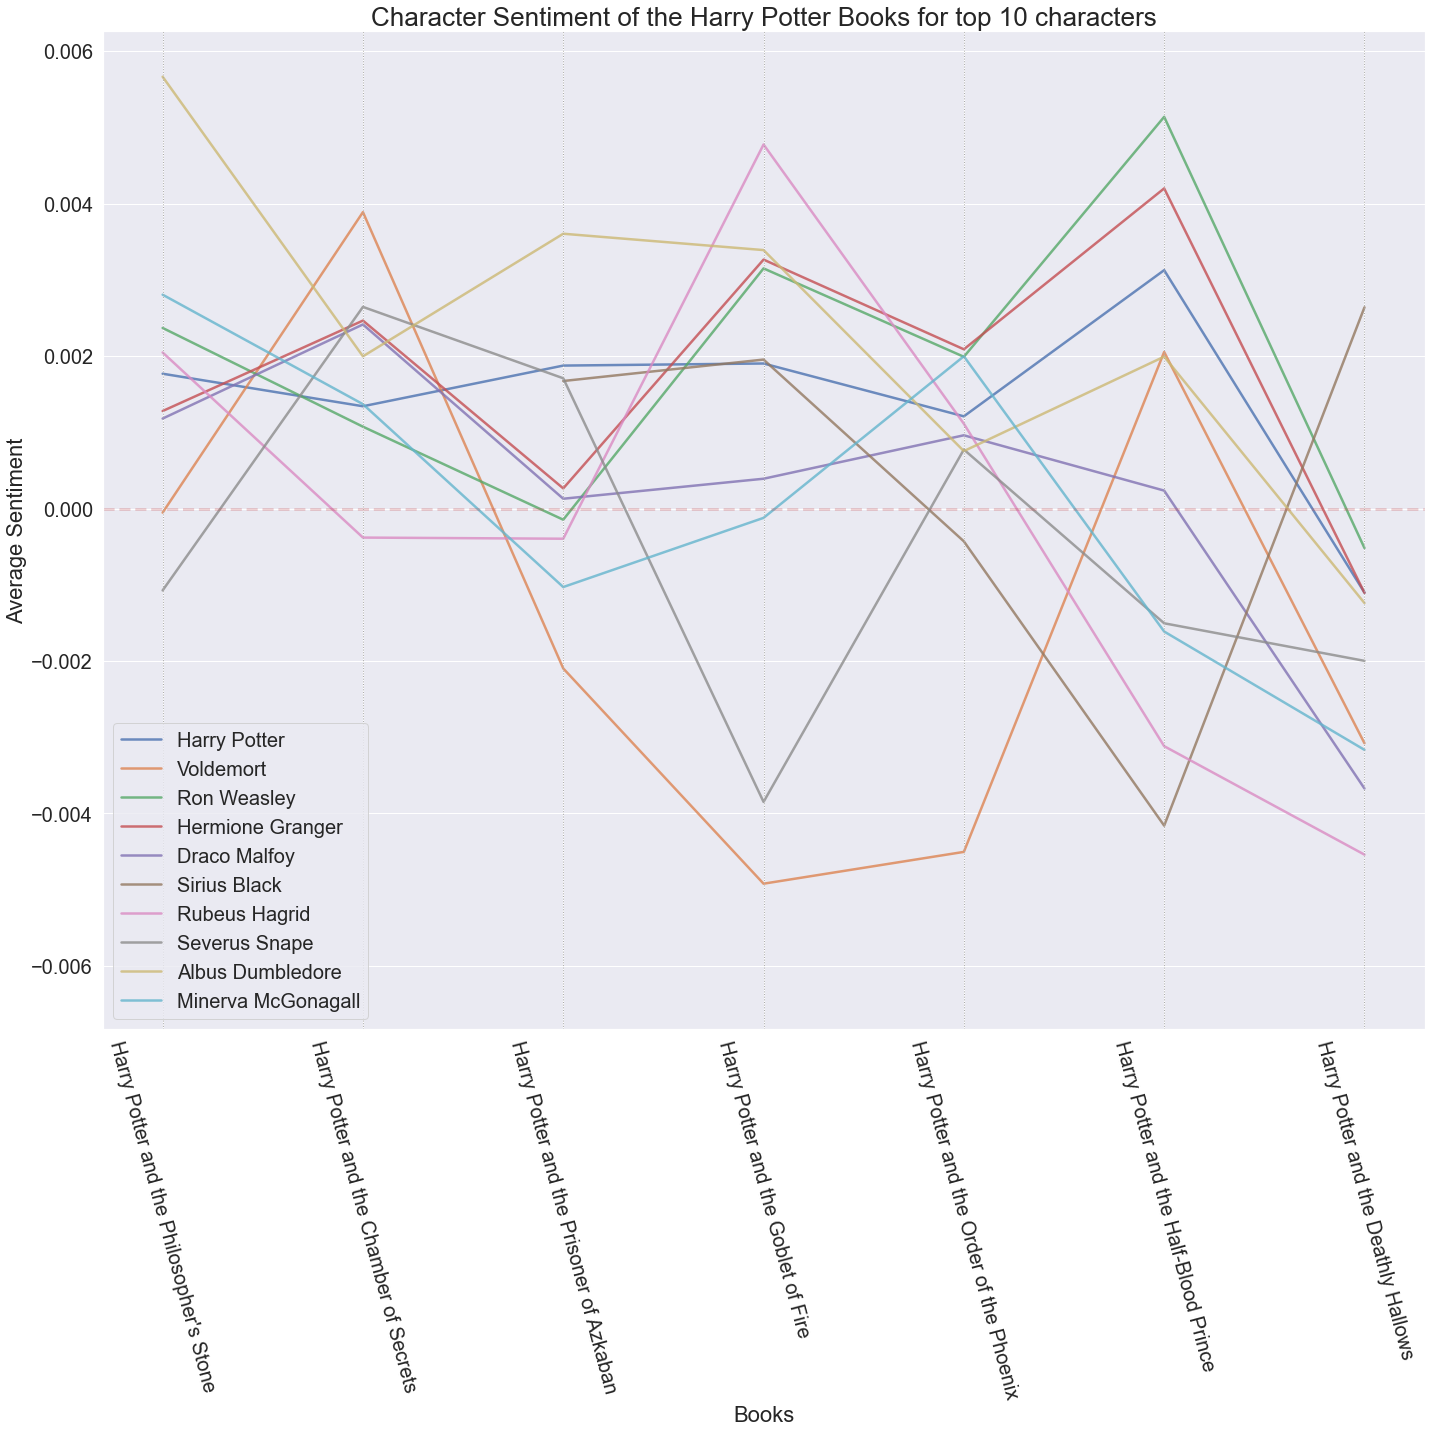 Character Sentiment of the Harry Potter Books for top 10 characters
0.006
0.004
0.002
0.000
−0.002
−0.004
−0.006
Average Sentiment
Harry Potter
Voldemort
Ron Weasley
Hermione Granger
Draco Malfoy
Sirius Black
Rubeus Hagrid
Severus Snape
Albus Dumbledore
Minerva McGonagall
Harry Potter and the Philosopher's Stone
Harry Potter and the Chamber of Secrets
Harry Potter and the Prisoner of Azkaban
Harry Potter and the Goblet of Fire
Harry Potter and the Order of the Phoenix
Harry Potter and the Half-Blood Prince
Harry Potter and the Deathly Hallows
Books